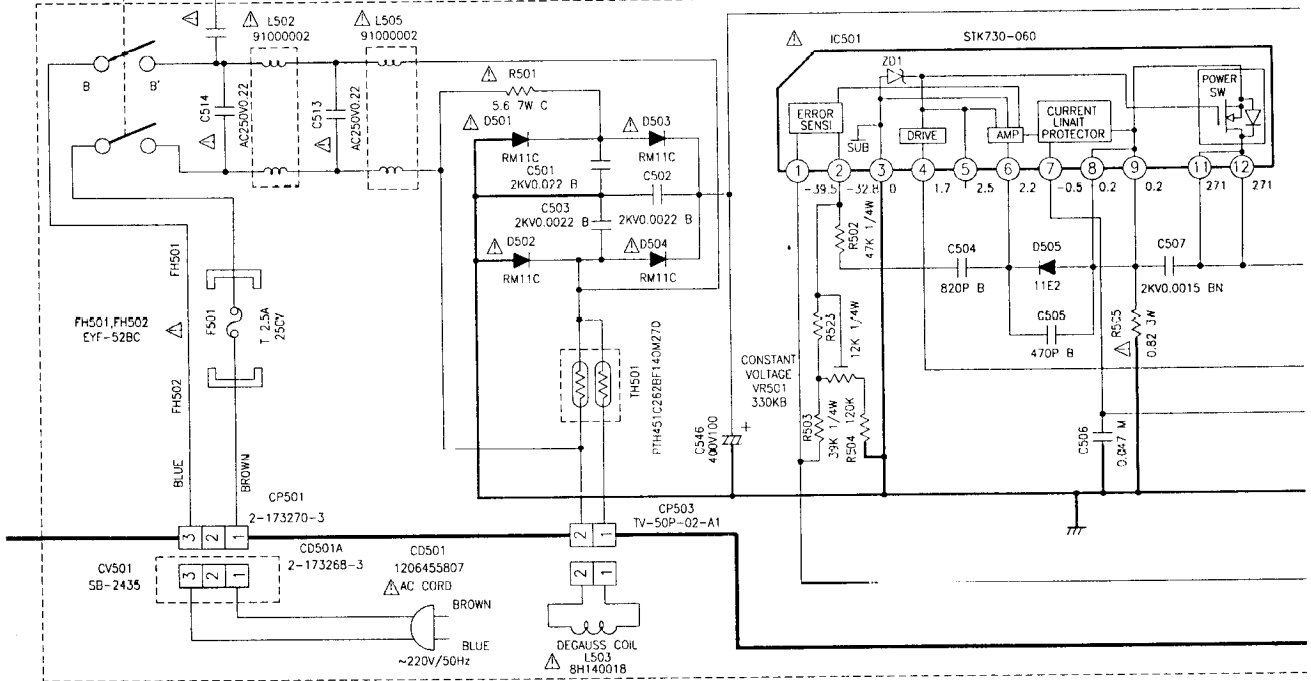 L502
91000002
L505
91000002
B
B'
C514
AC250V0.22
C513
AC250V0.22
R501
5.6 7W C
D501
RM11C
D503
RM11C
C501
2KV0.022 B
C502
C503
2KV0.0022 B
2KV0.0022 B
D502
RM11C
D504
RM11C
IC501
STK730-060
ZD1
ERROR
SENSI
SUB
DRIVE
AMP
CURRENT
LINAIT
PROTECTOR
POWER
SW
1
2
3
4
5
6
7
8
9
11
12
-39.5
-32.8
0
1.7
2.5
2.2
-0.5
0.2
0.2
271
271
R502
47K 1/4W
C504
820P B
D505
11E2
C505
470P B
C507
2KV0.0015 BN
R505
0.82 3W
R523
12K 1/4W
CONSTANT
VOLTAGE
VR501
330KB
R503
39K 1/4W
R504 120K
C506
0.047 M
C546
400V100
+
TH501
PTH451C262BF140M270
FH501
FH501,FH502
EYF-52BC
F501
T 2.5A
250V
FH502
BLUE
BROWN
CP501
2-173270-3
3
2
1
CD501A
2-173268-3
CV501
SB-2435
3
2
1
CD501
1206455807
AC CORD
BROWN
BLUE
~220V/50Hz
CP503
TV-50P-02-A1
2
1
2
1
DEGAUSS COIL
L503
8H140018